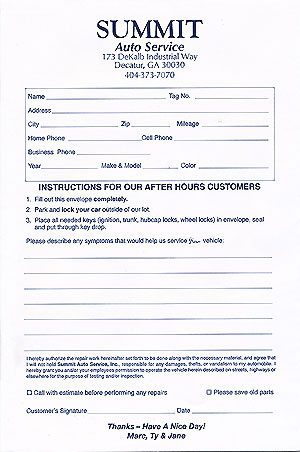 SUMMIT
Auto Service
173 DeKalb Industrial Way
Decatur, GA 30030
404-373-7070
Name Tag No.
Address
City Zip Mileage
Home Phone Cell Phone
Business Phone
Year Make & Model Color
INSTRUCTIONS FOR OUR AFTER HOURS CUSTOMERS
1. Fill out this envelope completely.
2. Park and lock your car outside of our lot.
3. Place all needed keys (ignition, trunk, hubcap locks, wheel locks) in envelope, seal
and put through key drop.
Please describe any symptoms that would help us service your vehicle:
I hereby authorize the repair work hereinafter set forth to be done along with the necessary material, and agree that
I will not hold Summit Auto Service, Inc., responsible for any damages, thefts, or vandalism to my automobile. I
hereby grant you and/or your employees permission to operate the vehicle herein described on streets, highways or
elsewhere for the purpose of testing and/or inspection.
Call with estimate before performing any repairs Please save old parts
Customer's Signature Date
Thanks – Have A Nice Day!
Marc, Ty & Jane